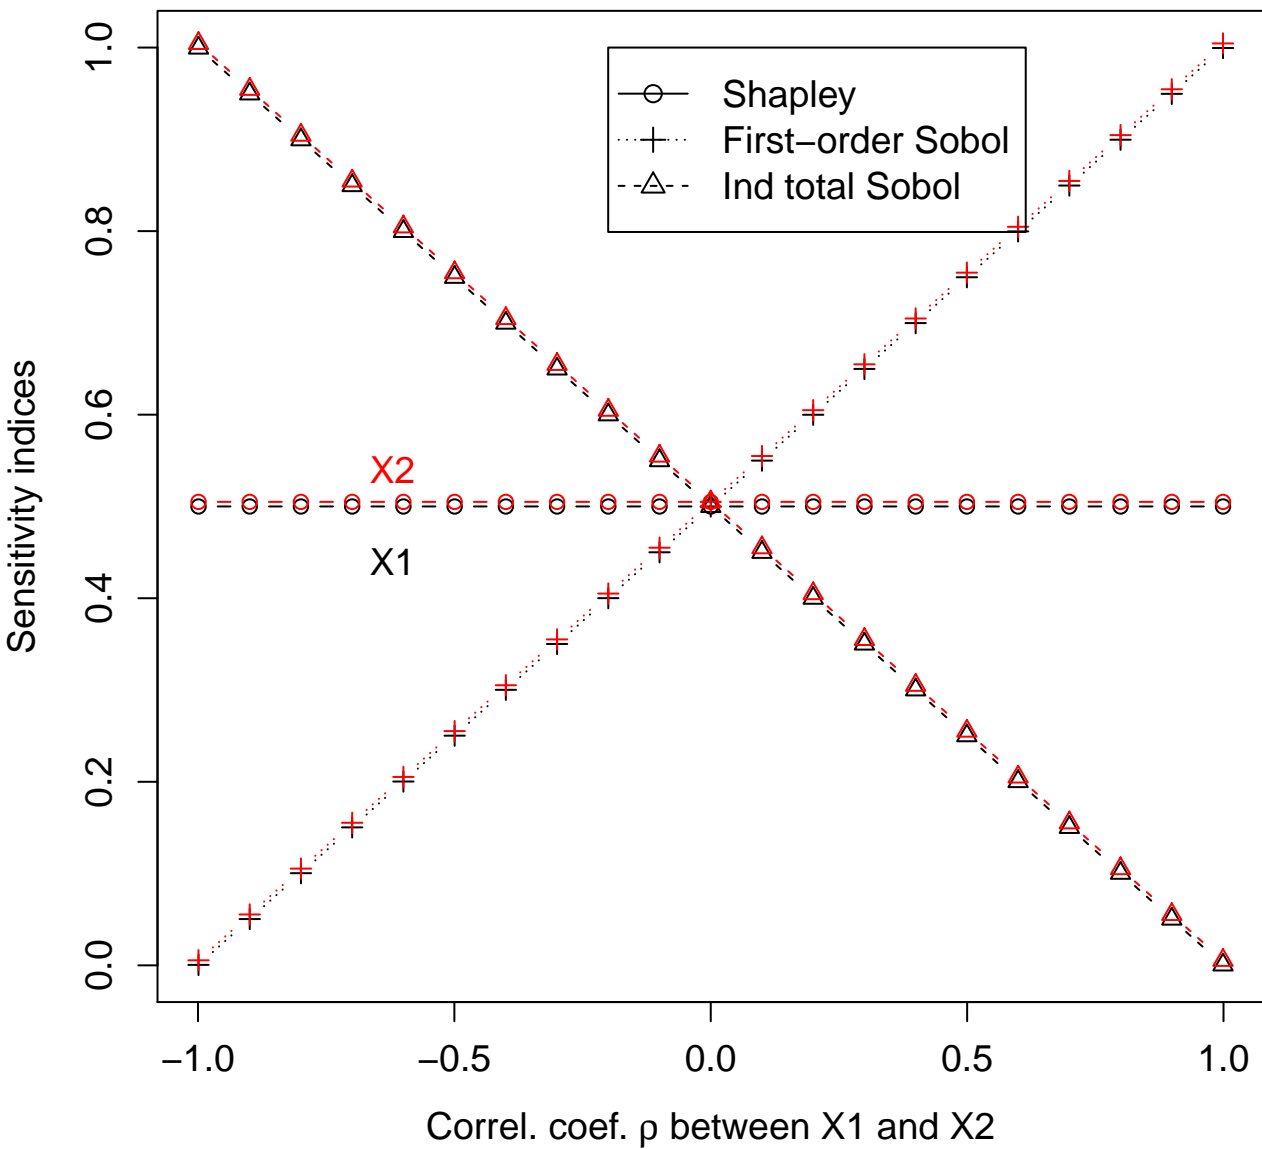 1.0
0.8
0.6
0.4
0.2
0.0
Sensitivity indices
Shapley
First−order Sobol
Ind total Sobol
X2
X1
−1.0
−0.5
0.0
0.5
1.0
Correl. coef. ρ between X1 and X2